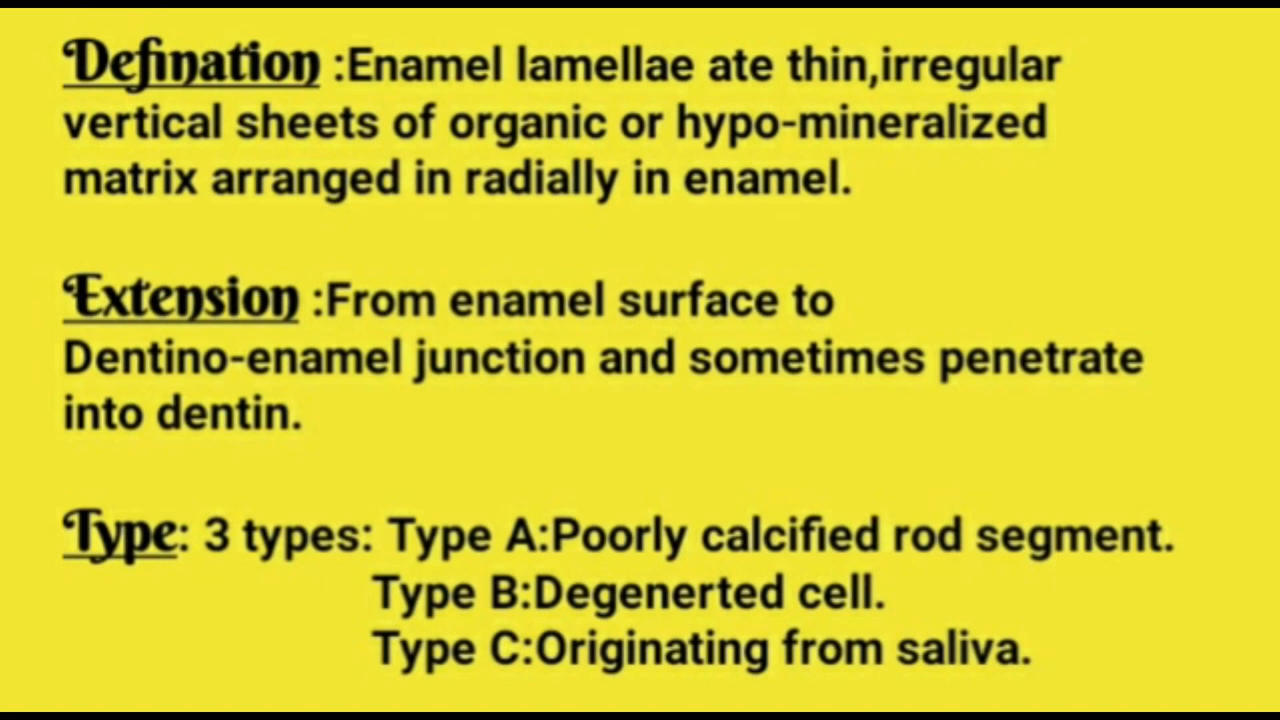 Defination :Enamel lamellae ate thin,irregular
vertical sheets of organic or hypo-mineralized
matrix arranged in radially in enamel.
Extension :From enamel surface to
Dentino-enamel junction and sometimes penetrate
into dentin.
Type: 3 types: Type A:Poorly calcified rod segment.
Type B:Degenerted cell.
Type C:Originating from saliva.